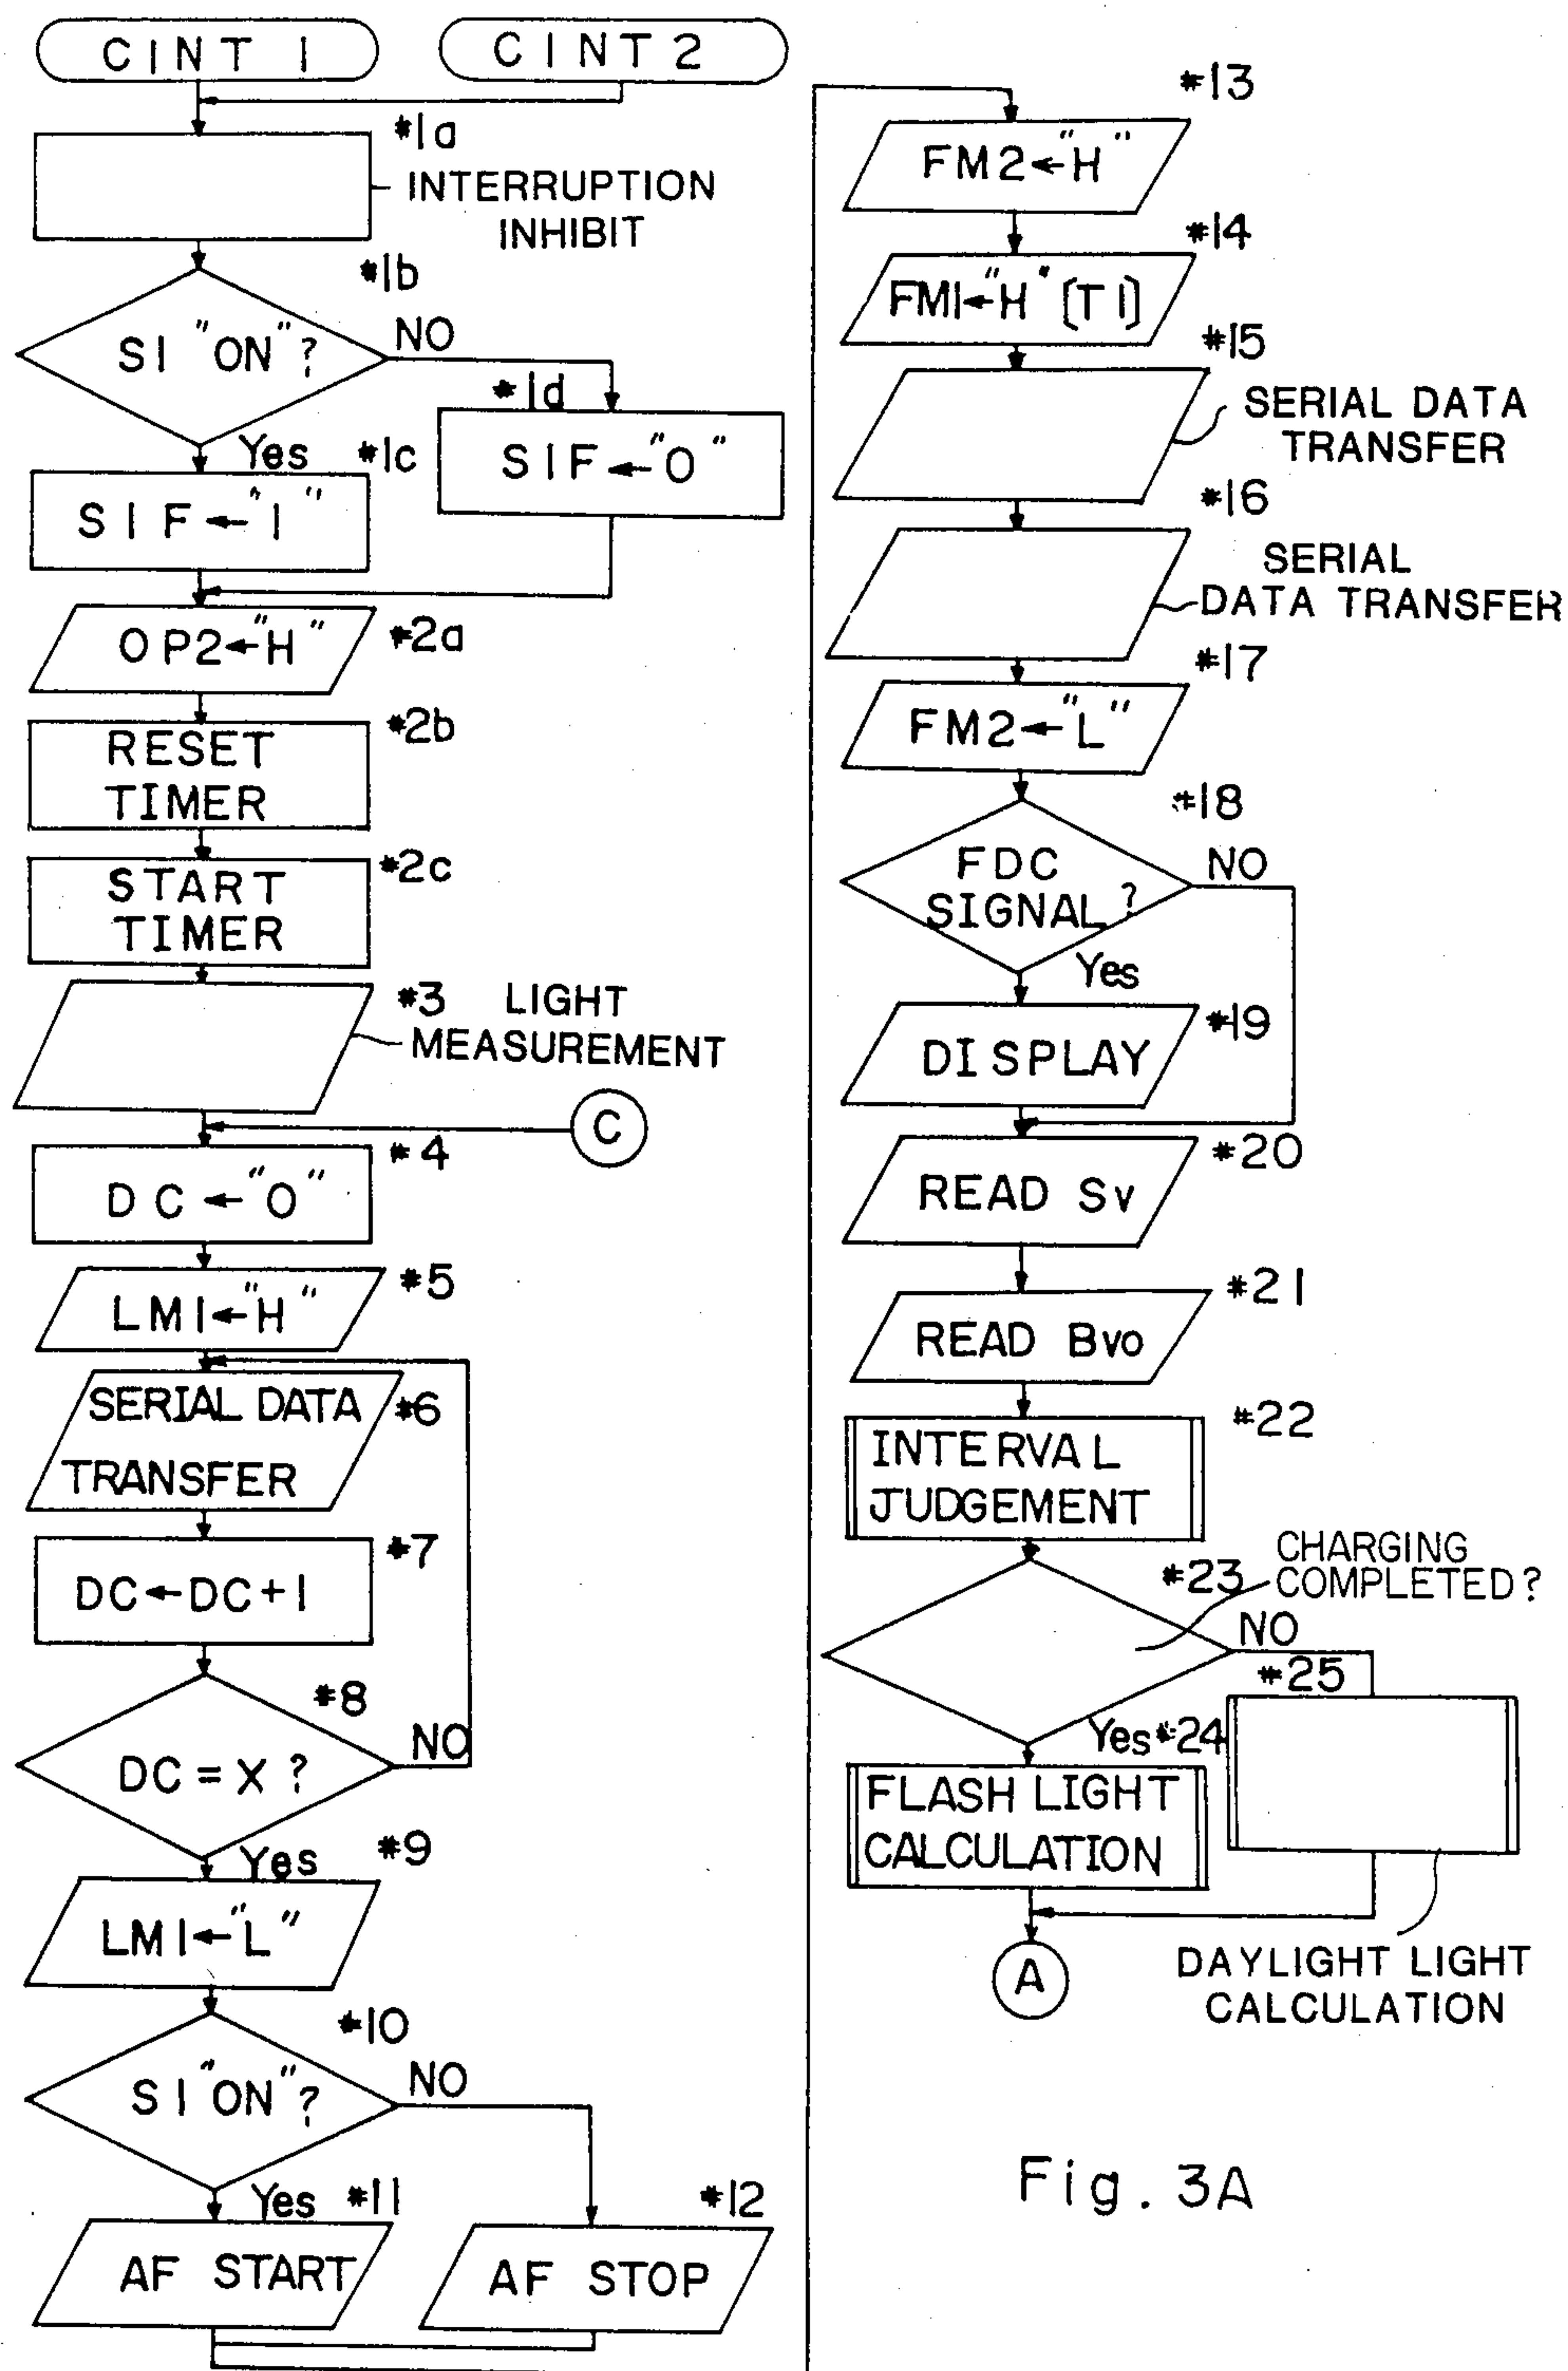 CINT 1
CINT 2
#1a
INTERRUPTION
INHIBIT
#1b
S1 "ON"?
NO
#1d
S1F←"0"
Yes
#1c
S1F←"1"
OP2←"H"
#2a
RESET
TIMER
#2b
START
TIMER
#2c
#3
LIGHT
MEASUREMENT
C
#4
DC←"0"
#5
LM1←"H"
SERIAL DATA
TRANSFER
#6
#7
DC←DC+1
#8
DC=X?
NO
Yes
#9
LM1←"L"
#10
S1"ON"?
NO
Yes
#11
AF START
#12
AF STOP
#13
FM2←"H"
#14
FM1←"H"(T1)
#15
SERIAL DATA
TRANSFER
#16
SERIAL
DATA TRANSFER
#17
FM2←"L"
#18
FDC
SIGNAL?
NO
Yes
#19
DISPLAY
#20
READ Sv
#21
READ Bvo
#22
INTERVAL
JUDGEMENT
#23
CHARGING
COMPLETED?
NO
#25
Yes
#24
FLASH LIGHT
CALCULATION
A
DAYLIGHT LIGHT
CALCULATION
Fig. 3A